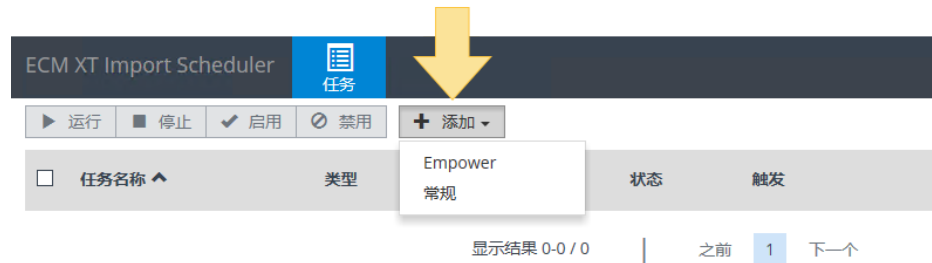 ECM XT Import Scheduler 任务
运行 停止 启用 禁用 添加
Empower
常规
任务名称 类型 状态 触发
显示结果 0-0 / 0 之前 1 下一个